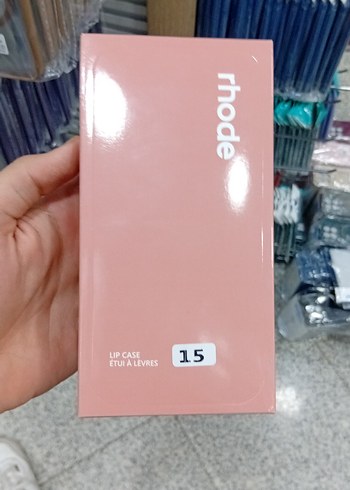 rhode
LIP CASE
ÉTUI À LÈVRES
15